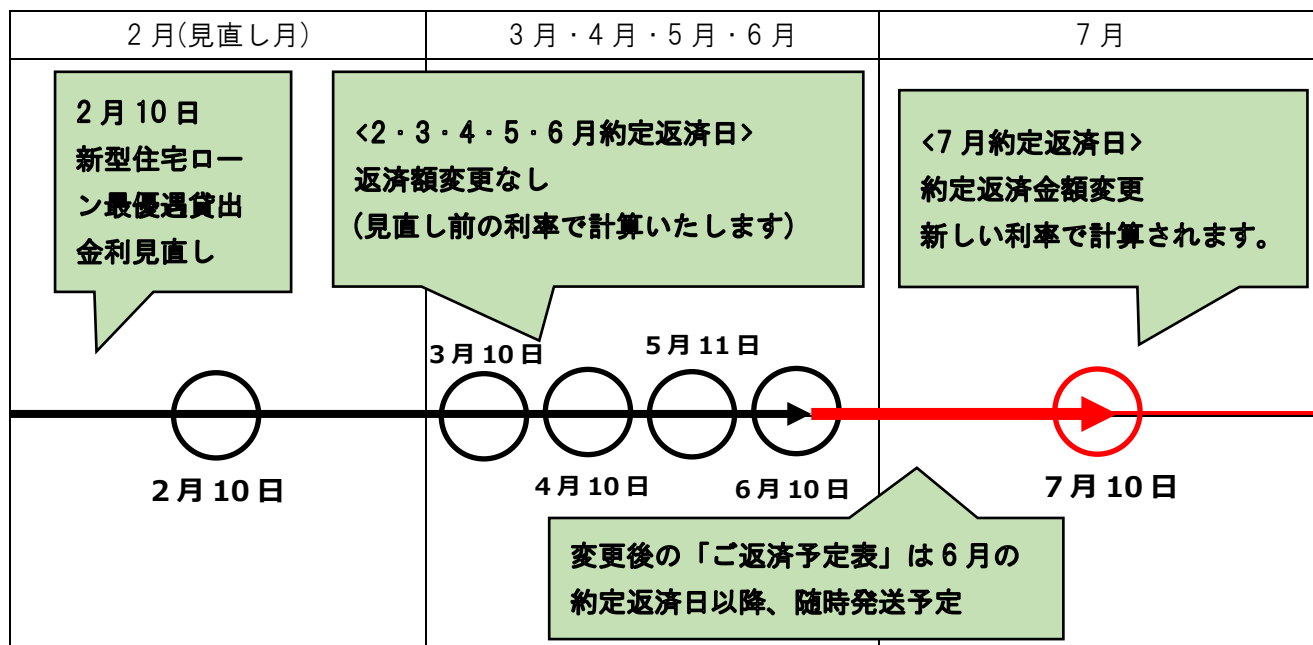 2月(見直し月)
3月・4月・5月・6月
7月
2月10日
新型住宅ロー
ン最優遇貸出
金利見直し
<2・3・4・5・6月約定返済日>
返済額変更なし
(見直し前の利率で計算いたします)
<7月約定返済日>
約定返済金額変更
新しい利率で計算されます。
3月10日
5月11日
2月10日
4月10日
6月10日
7月10日
変更後の「ご返済予定表」は6月の
約定返済日以降、随時発送予定